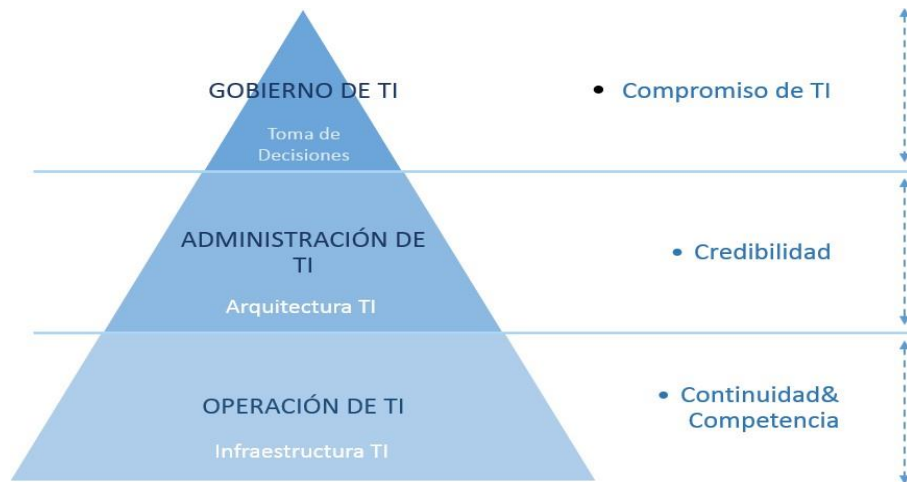 GOBIERNO DE TI
Toma de
Decisiones
• Compromiso de TI
ADMINISTRACIÓN DE
TI
Arquitectura TI
• Credibilidad
OPERACIÓN DE TI
Infraestructura TI
• Continuidad&
Competencia